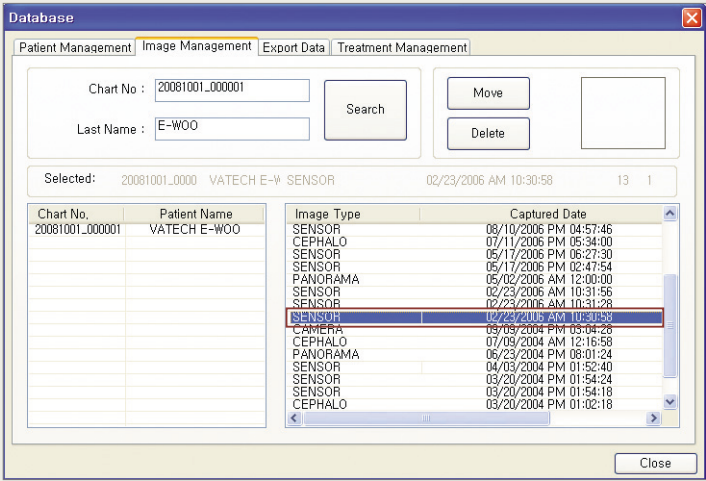 Database
Patient Management Image Management Export Data Treatment Management
Chart No : 20081001_000001
Last Name : E-WOO
Search
Move
Delete
Selected: 20081001_0000 VATECH E-W SENSOR 02/23/2006 AM 10:30:58 13 1
Chart No. Patient Name
20081001_000001 VATECH E-WOO
Image Type Captured Date
SENSOR 08/10/2006 PM 04:57:46
CEPHALO 07/11/2006 PM 05:34:00
SENSOR 05/17/2006 PM 06:27:30
SENSOR 05/17/2006 PM 02:47:54
PANORAMA 05/02/2006 AM 12:00:00
SENSOR 02/23/2006 AM 10:31:56
SENSOR 02/23/2006 AM 10:31:28
SENSOR 02/23/2006 AM 10:30:58
CAMERA 09/09/2004 PM 03:04:28
CEPHALO 07/09/2004 AM 12:16:58
PANORAMA 06/23/2004 PM 08:01:24
SENSOR 04/03/2004 PM 01:52:40
SENSOR 03/20/2004 PM 01:54:24
SENSOR 03/20/2004 PM 01:54:18
CEPHALO 03/20/2004 PM 01:02:18
Close